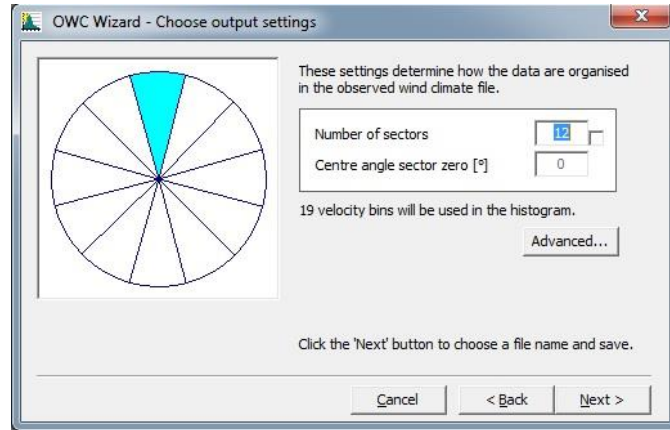 OWC Wizard - Choose output settings
These settings determine how the data are organised
in the observed wind climate file.
Number of sectors 12
Centre angle sector zero [°] 0
19 velocity bins will be used in the histogram.
Advanced...
Click the 'Next' button to choose a file name and save.
Cancel < Back Next >